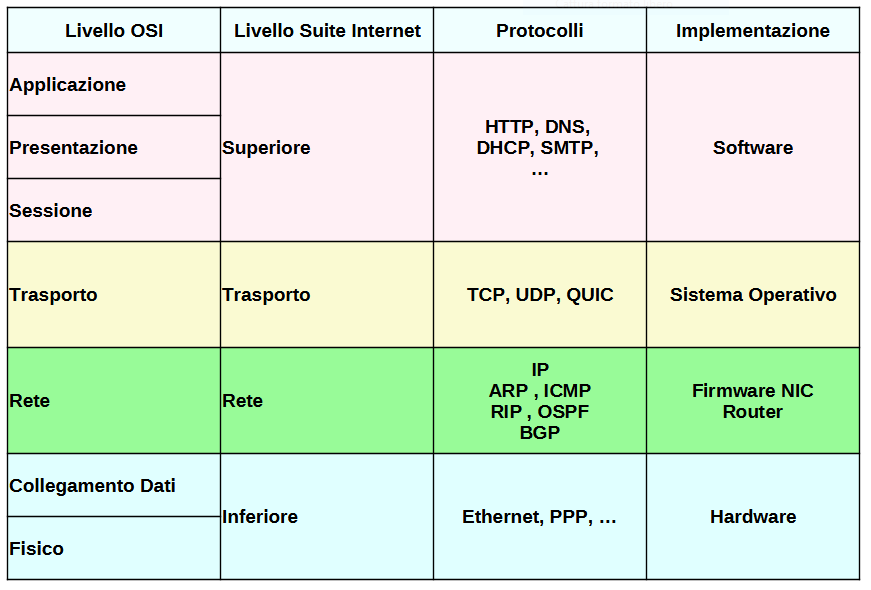 Livello OSI
Livello Suite Internet
Protocolli
Implementazione
Applicazione
Presentazione
Sessione
Superiore
HTTP, DNS,
DHCP, SMTP,
…
Software
Trasporto
Trasporto
TCP, UDP, QUIC
Sistema Operativo
Rete
Rete
IP
ARP , ICMP
RIP , OSPF
BGP
Firmware NIC
Router
Collegamento Dati
Fisico
Inferiore
Ethernet, PPP, …
Hardware